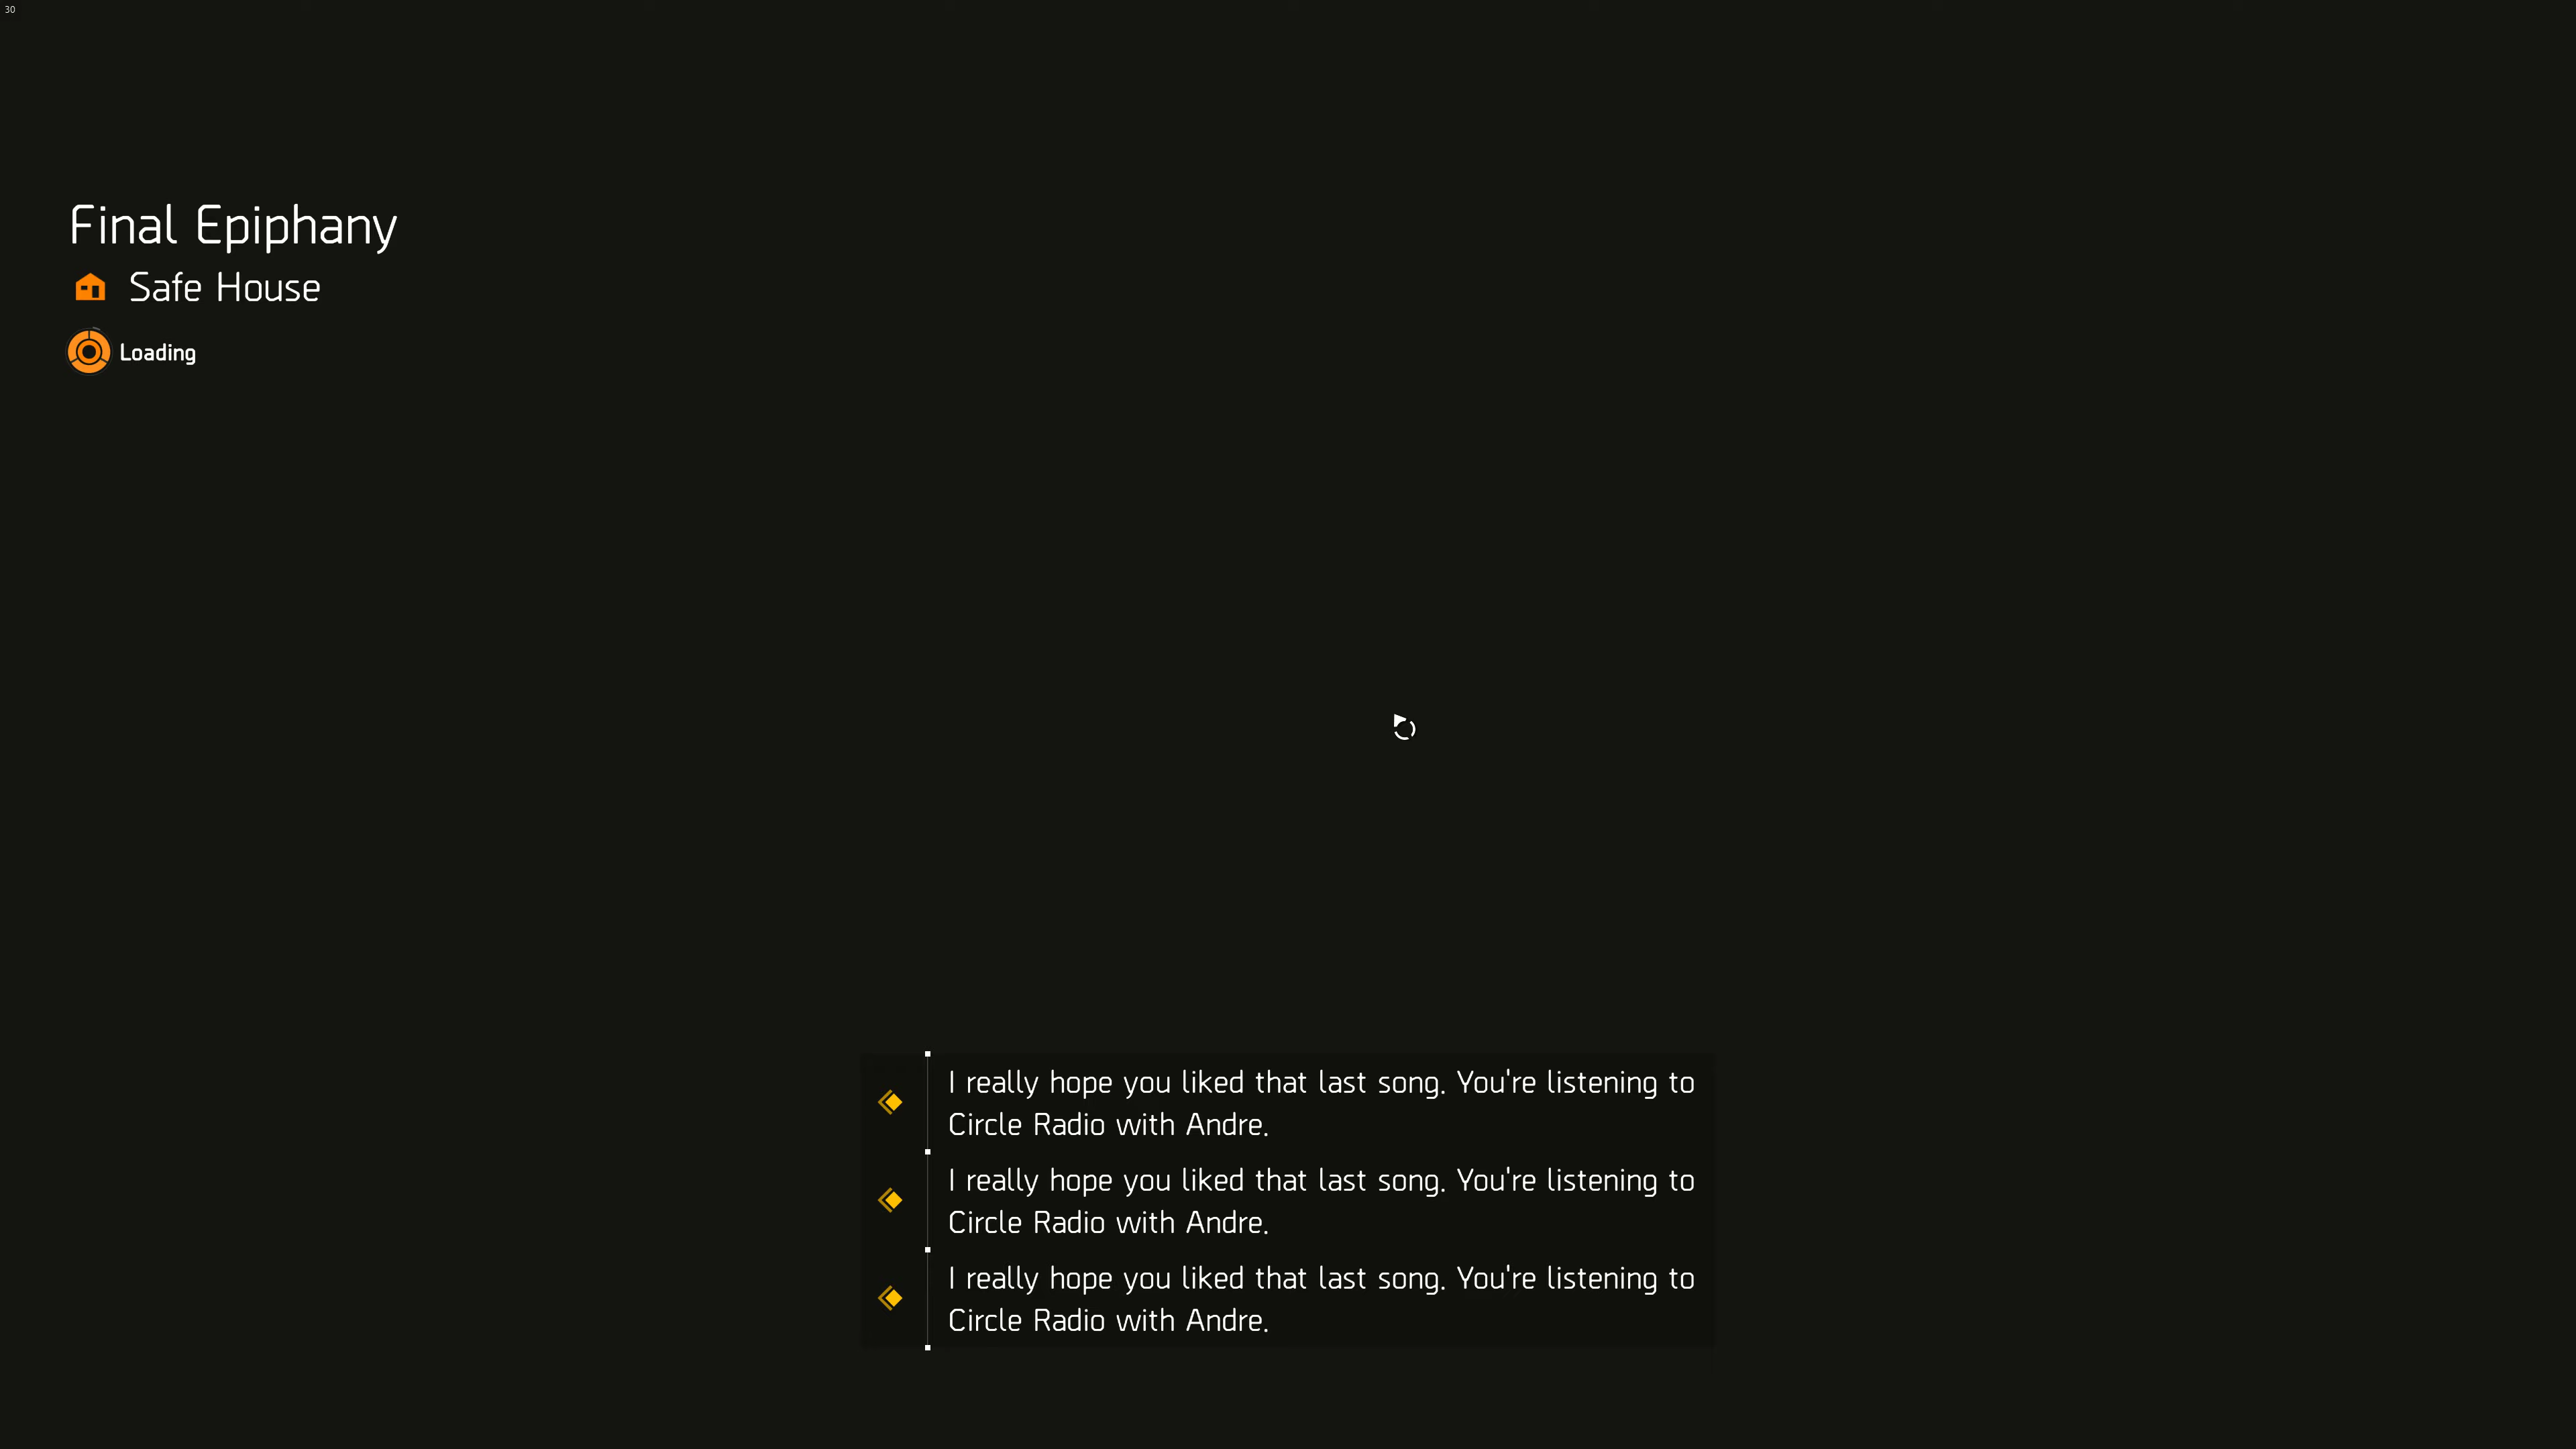 30
Final Epiphany
Safe House
Loading
I really hope you liked that last song. You're listening to
Circle Radio with Andre.
I really hope you liked that last song. You're listening to
Circle Radio with Andre.
I really hope you liked that last song. You're listening to
Circle Radio with Andre.